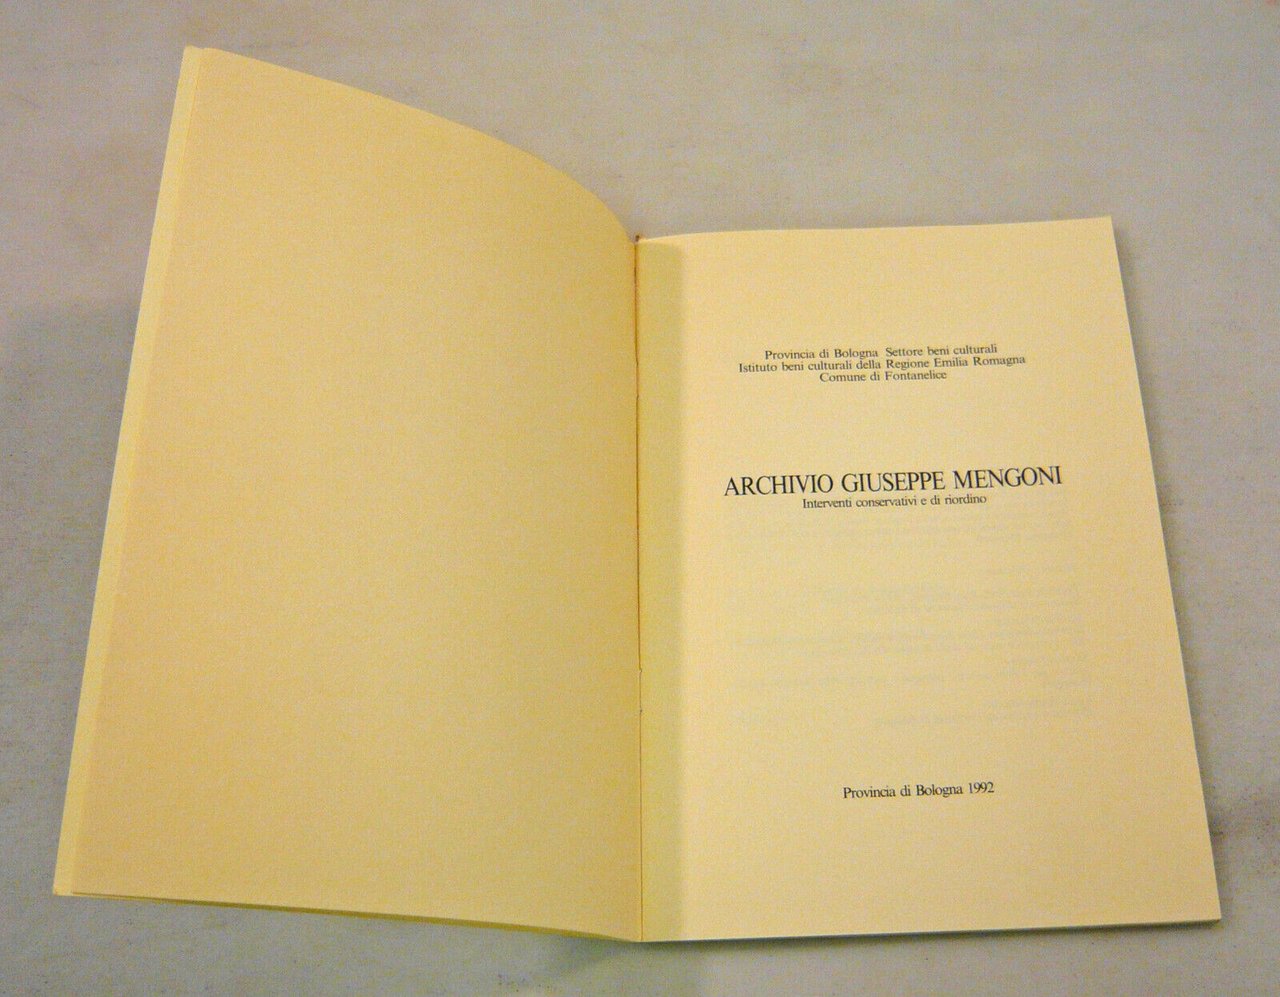 Provincia di Bologna Settore beni culturali
Istituto beni culturali della Regione Emilia Romagna
Comune di Fontanelice
ARCHIVIO GIUSEPPE MENGONI
Interventi conservativi e di riordino
Provincia di Bologna 1992